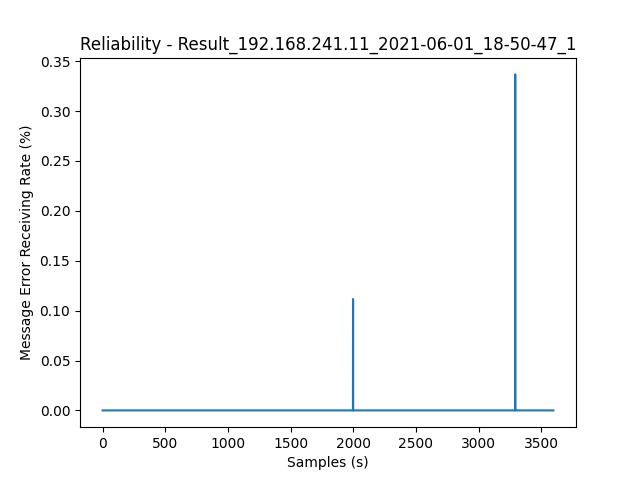 Reliability - Result_192.168.241.11_2021-06-01_18-50-47_1
0.35
0.30
0.25
0.20
0.15
0.10
0.05
0.00
Message Error Receiving Rate (%)
0 500 1000 1500 2000 2500 3000 3500
Samples (s)